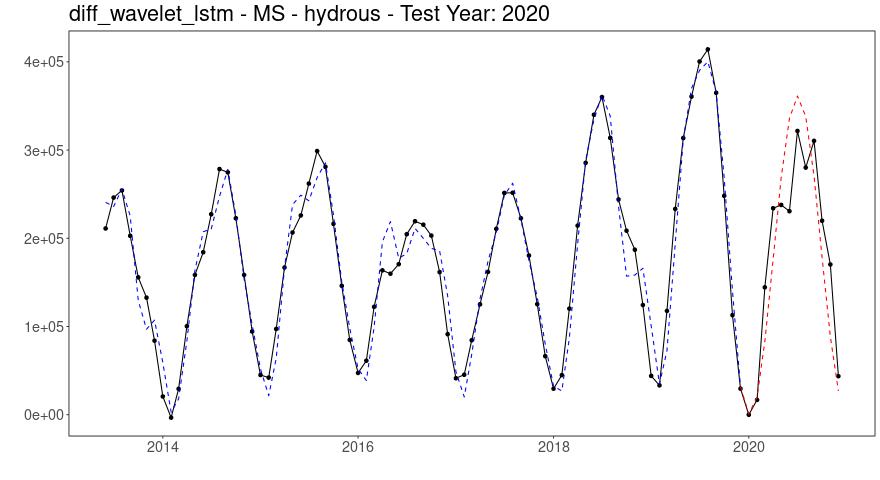 diff_wavelet_lstm - MS - hydrous - Test Year: 2020
4e+05
3e+05
2e+05
1e+05
0e+00
2014 2016 2018 2020